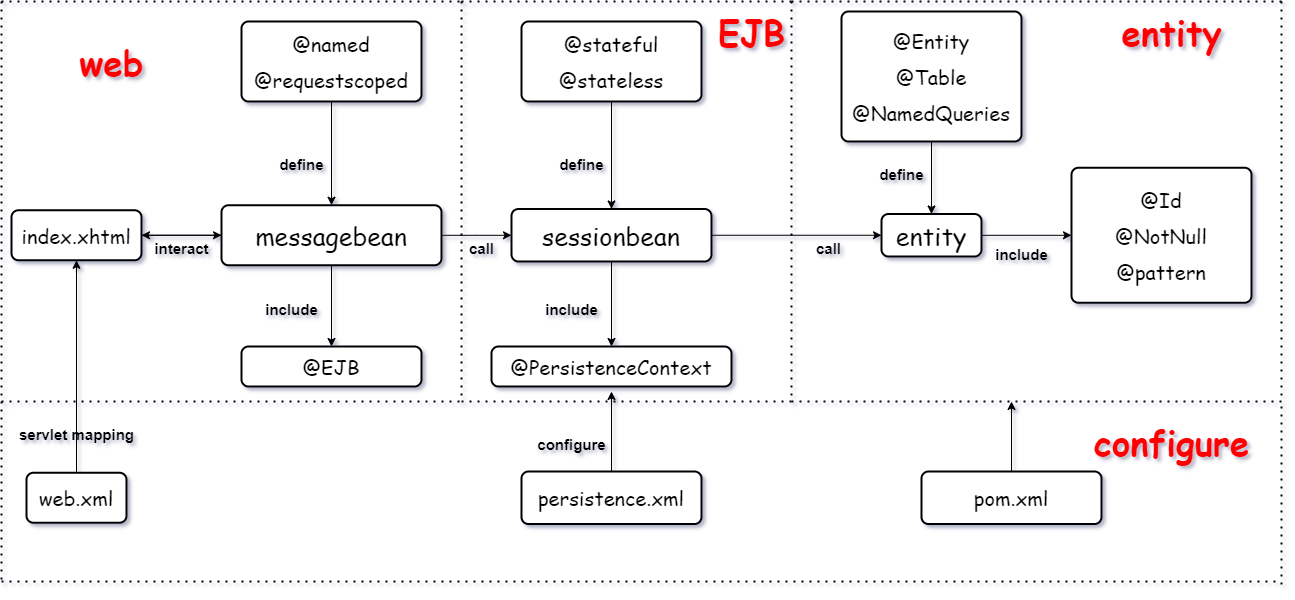 web
@named
@requestscoped
define
index.xhtml
interact
messagebean
include
@EJB
call
EJB
@stateful
@stateless
define
sessionbean
include
@PersistenceContext
call
entity
@Entity
@Table
@NamedQueries
define
entity
include
@Id
@NotNull
@pattern
configure
servlet mapping
web.xml
configure
persistence.xml
pom.xml